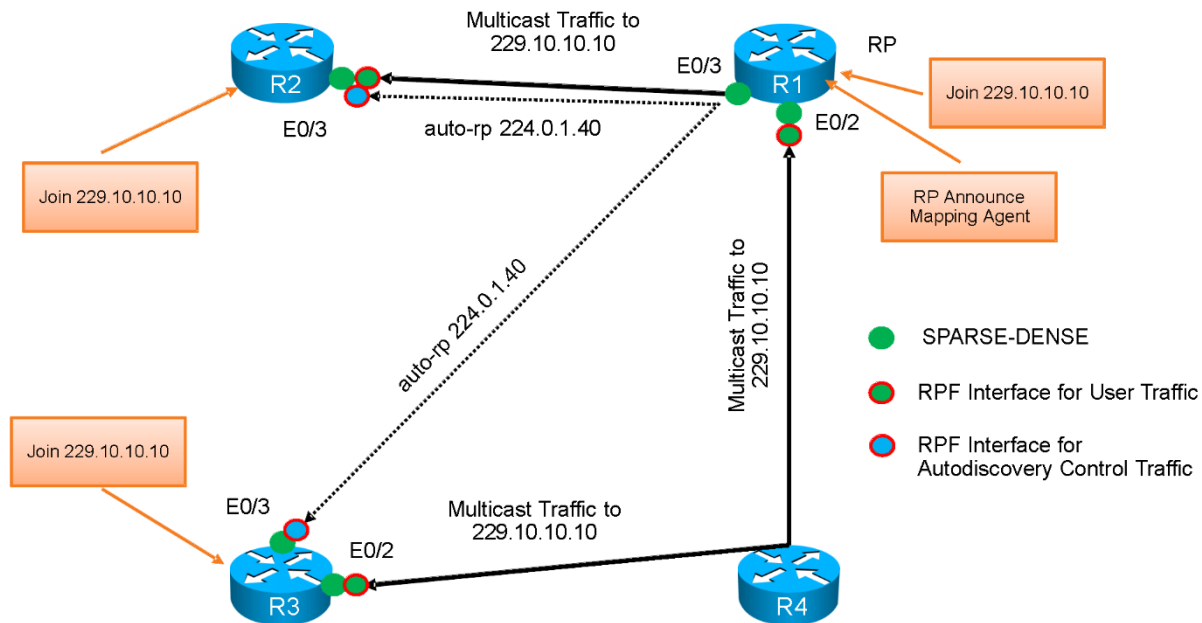 Multicast Traffic to
229.10.10.10
R2
E0/3
auto-rp 224.0.1.40
E0/3
R1
RP
E0/2
Join 229.10.10.10
Join 229.10.10.10
RP Announce
Mapping Agent
auto-rp 224.0.1.40
Multicast Traffic to
229.10.10.10
SPARSE-DENSE
RPF Interface for User Traffic
RPF Interface for
Autodiscovery Control Traffic
Join 229.10.10.10
E0/3
R3
E0/2
Multicast Traffic to
229.10.10.10
R4